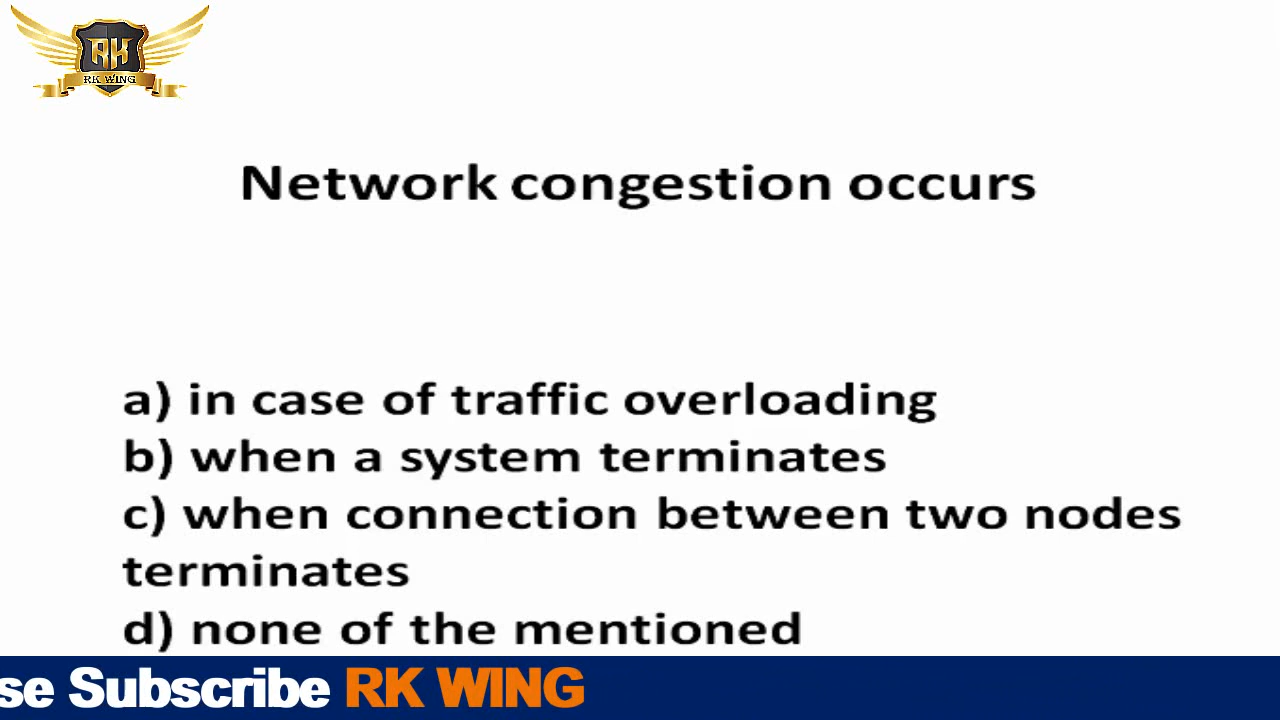 RK
RK WING
Network congestion occurs
a) in case of traffic overloading
b) when a system terminates
c) when connection between two nodes
terminates
d) none of the mentioned
se Subscribe RK WING